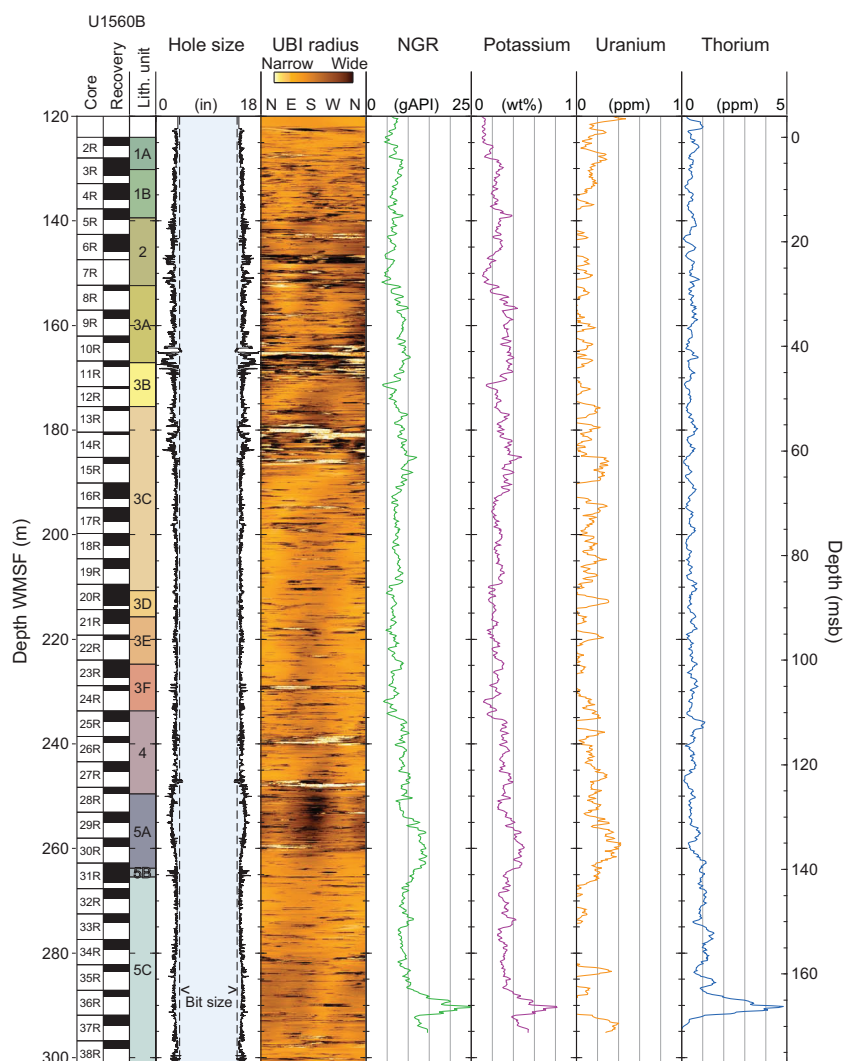 U1560B
Hole size UBI radius NGR Potassium Uranium Thorium
Narrow Wide
Core Recovery Lith. unit 0 (in) 18 N E S W N 0 (gAPI) 25 0 (wt%) 1 0 (ppm) 1 0 (ppm) 5
120
0
2R
1A
3R
4R
1B
140
5R
20
6R
2
7R
8R
160
9R
3A
10R
40
11R
3B
12R
180
13R
14R
60
15R
16R
3C
200
17R
18R
80
19R
20R
3D
21R
220
3E
22R
100
23R
3F
24R
25R
240
4
26R
120
27R
28R
5A
29R
260
30R
140
31R
5B
32R
33R
280
34R
5C
35R
160
36R
< >
Bit size
37R
300
38R
Depth WMSF (m)
Depth (msb)